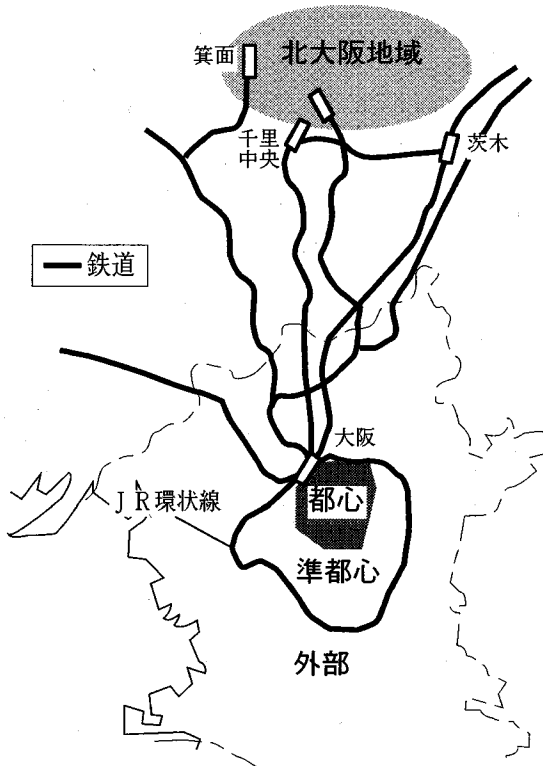 北大阪地域
箕面
千里
中央
茨木
鉄道
大阪
都心
JR環状線
準都心
外部